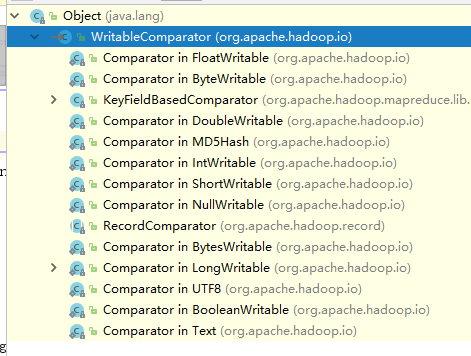 Object (java.lang)
WritableComparator (org.apache.hadoop.io)
Comparator in FloatWritable (org.apache.hadoop.io)
Comparator in ByteWritable (org.apache.hadoop.io)
KeyFieldBasedComparator (org.apache.hadoop.mapreduce.lib.
Comparator in DoubleWritable (org.apache.hadoop.io)
Comparator in MD5Hash (org.apache.hadoop.io)
Comparator in IntWritable (org.apache.hadoop.io)
Comparator in ShortWritable (org.apache.hadoop.io)
Comparator in NullWritable (org.apache.hadoop.io)
RecordComparator (org.apache.hadoop.record)
Comparator in BytesWritable (org.apache.hadoop.io)
Comparator in LongWritable (org.apache.hadoop.io)
Comparator in UTF8 (org.apache.hadoop.io)
Comparator in BooleanWritable (org.apache.hadoop.io)
Comparator in Text (org.apache.hadoop.io)